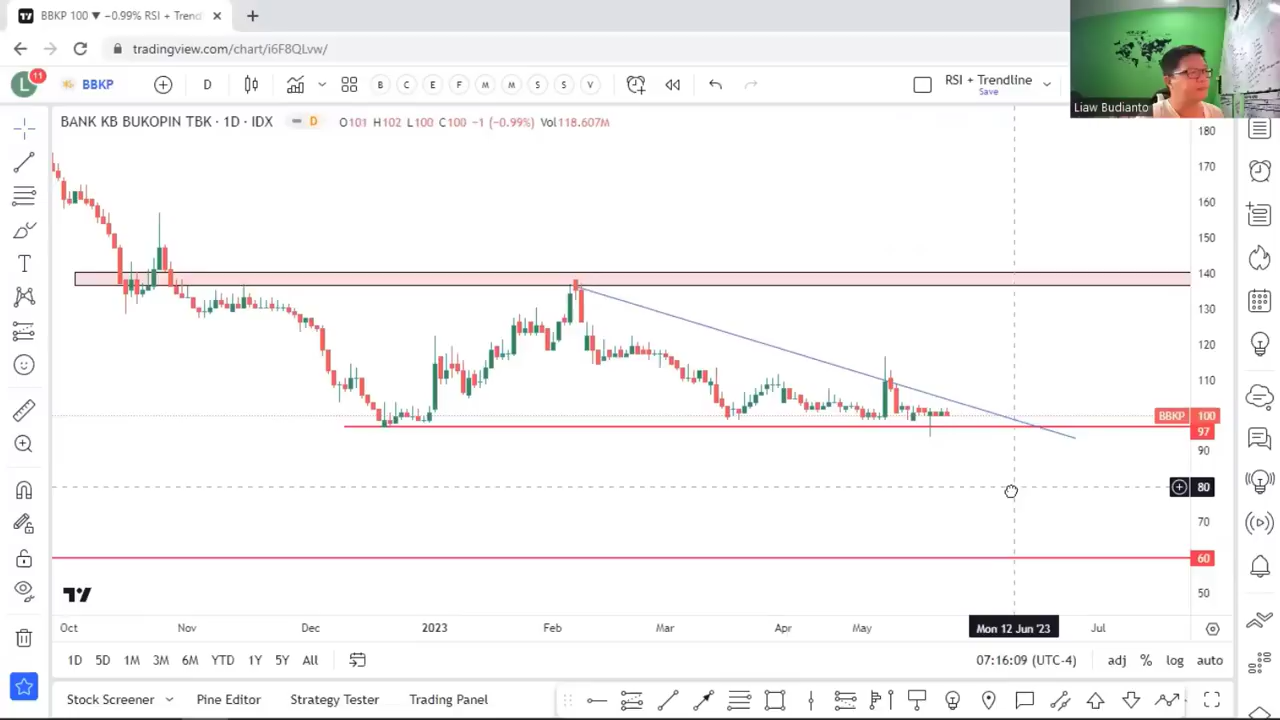 BBKP 100 ▼ −0.99% RSI + Trend
tradingview.com/chart/i6F8QLvw/
L 11 BBKP D B C E F M M S S V RSI + Trendline
Save
Liaw Budianto
BANK KB BUKOPIN TBK · 1D · IDX D O101 H102 L100 C100 −1 (−0.99%) Vol118.607M
180
170
160
150
140
130
120
110
BBKP 100
97
90
80
70
60
50
Oct Nov Dec 2023 Feb Mar Apr May Mon 12 Jun '23 Jul
1D 5D 1M 3M 6M YTD 1Y 5Y All 07:16:09 (UTC-4) adj % log auto
Stock Screener Pine Editor Strategy Tester Trading Panel